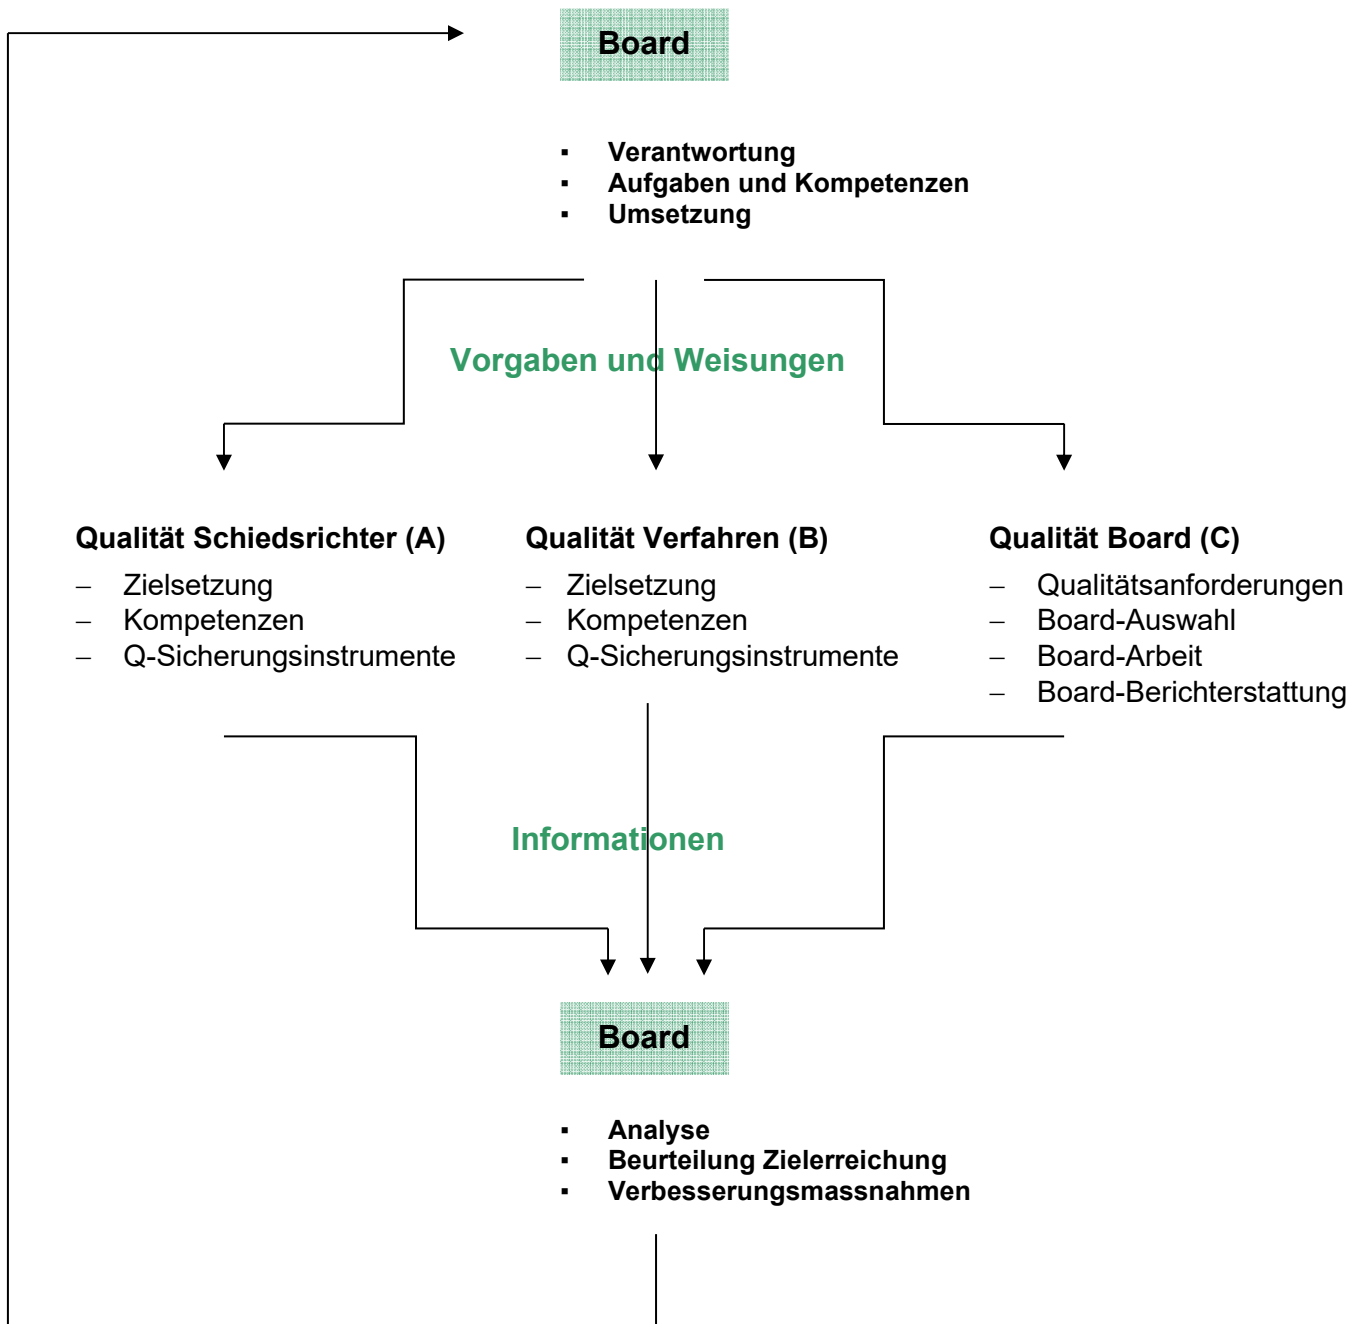 Board
▪ Verantwortung
▪ Aufgaben und Kompetenzen
▪ Umsetzung
Vorgaben und Weisungen
Qualität Schiedsrichter (A)
– Zielsetzung
– Kompetenzen
– Q-Sicherungsinstrumente
Qualität Verfahren (B)
– Zielsetzung
– Kompetenzen
– Q-Sicherungsinstrumente
Qualität Board (C)
– Qualitätsanforderungen
– Board-Auswahl
– Board-Arbeit
– Board-Berichterstattung
Informationen
Board
▪ Analyse
▪ Beurteilung Zielerreichung
▪ Verbesserungsmassnahmen